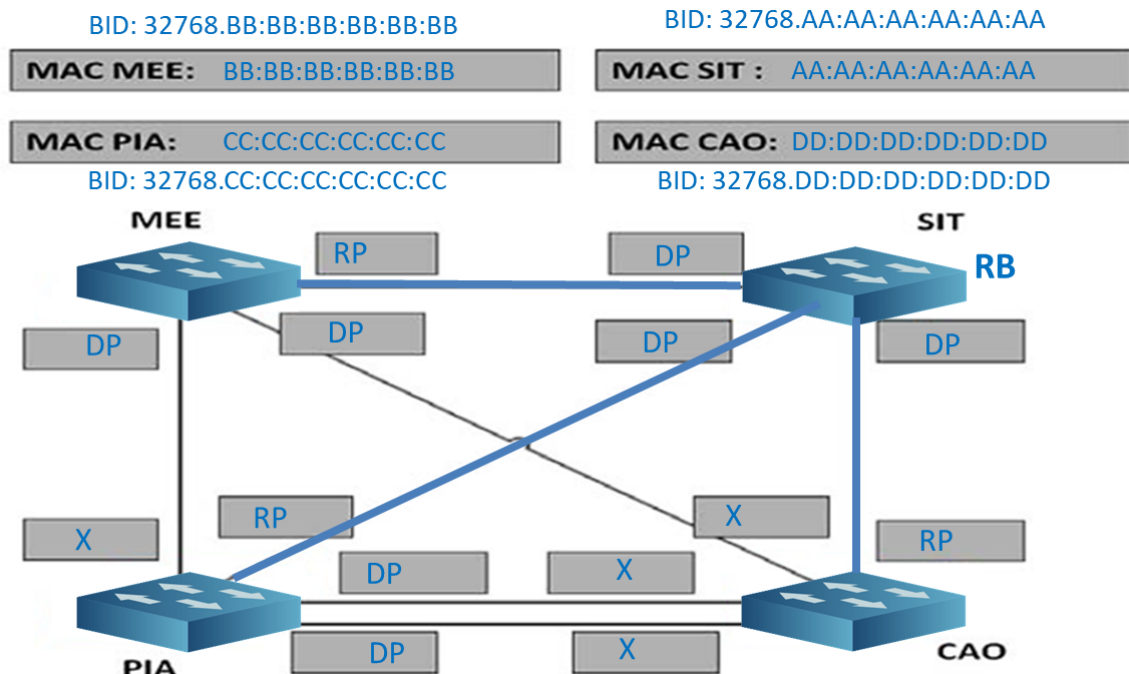 BID: 32768.BB:BB:BB:BB:BB:BB
BID: 32768.AA:AA:AA:AA:AA:AA
MAC MEE: BB:BB:BB:BB:BB:BB
MAC SIT : AA:AA:AA:AA:AA:AA
MAC PIA: CC:CC:CC:CC:CC:CC
MAC CAO: DD:DD:DD:DD:DD:DD
BID: 32768.CC:CC:CC:CC:CC:CC
BID: 32768.DD:DD:DD:DD:DD:DD
MEE
SIT
RP
DP
RB
DP
DP
DP
DP
RP
X
X
RP
DP
X
DP
X
PIA
CAO